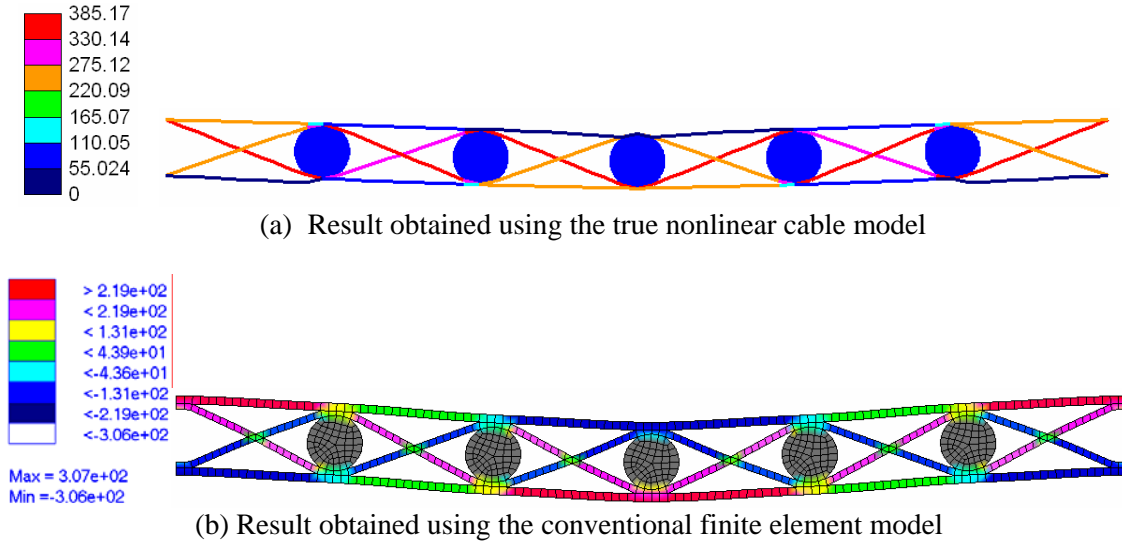 385.17
330.14
275.12
220.09
165.07
110.05
55.024
0
(a) Result obtained using the true nonlinear cable model
> 2.19e+02
< 2.19e+02
< 1.31e+02
< 4.39e+01
<-4.36e+01
<-1.31e+02
<-2.19e+02
<-3.06e+02
Max = 3.07e+02
Min =-3.06e+02
(b) Result obtained using the conventional finite element model